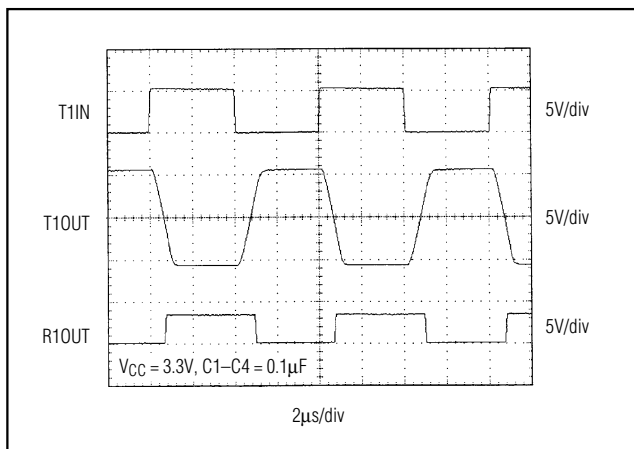 T1IN
5V/div
T1OUT
5V/div
R1OUT
5V/div
VCC = 3.3V, C1–C4 = 0.1µF
2µs/div